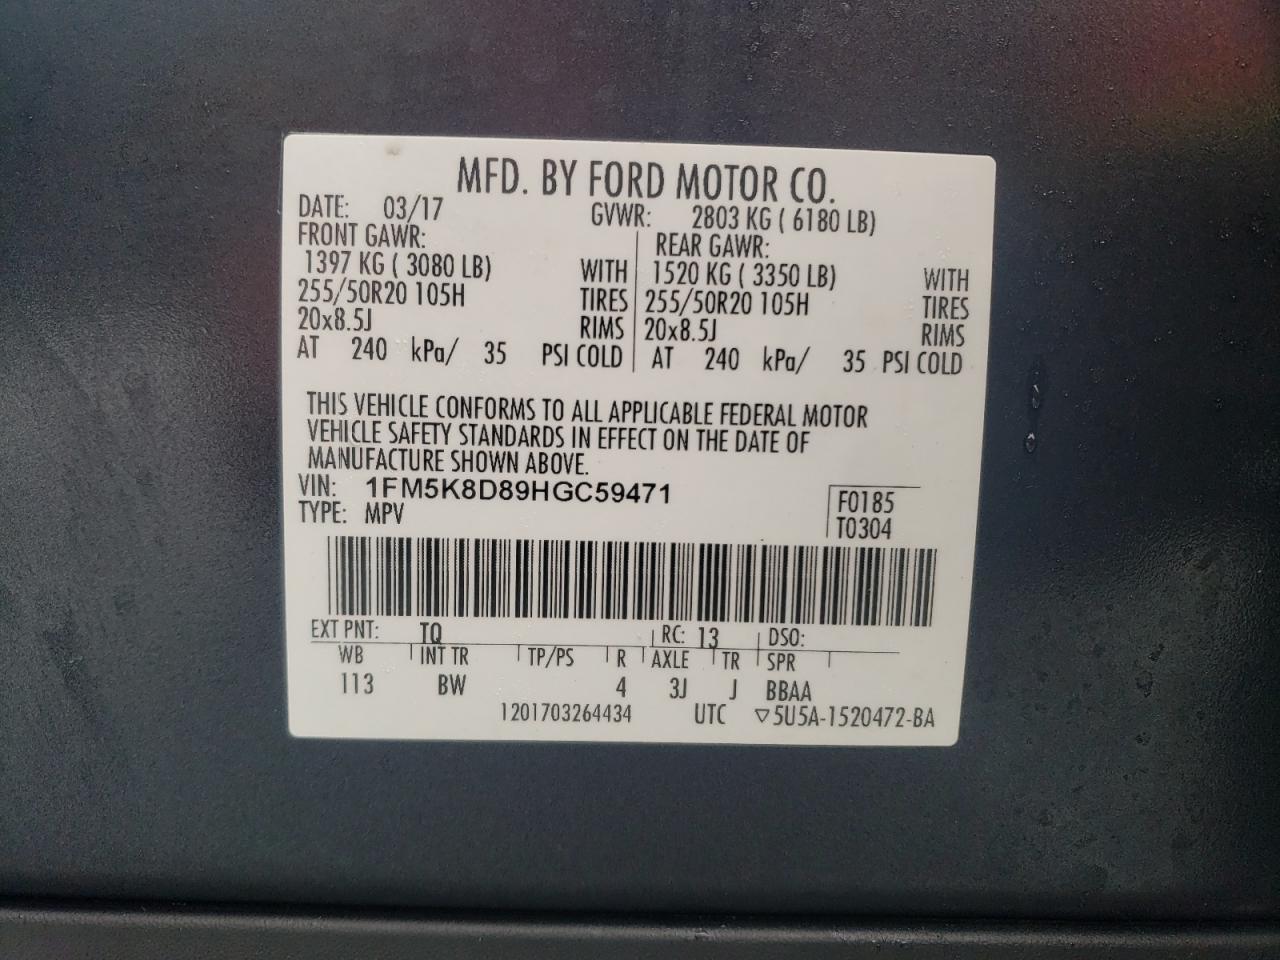 MFD. BY FORD MOTOR CO.
DATE: 03/17 GVWR: 2803 KG ( 6180 LB)
FRONT GAWR: REAR GAWR:
1397 KG ( 3080 LB) WITH 1520 KG ( 3350 LB) WITH
255/50R20 105H TIRES 255/50R20 105H TIRES
20x8.5J RIMS 20x8.5J RIMS
AT 240 kPa/ 35 PSI COLD AT 240 kPa/ 35 PSI COLD
THIS VEHICLE CONFORMS TO ALL APPLICABLE FEDERAL MOTOR
VEHICLE SAFETY STANDARDS IN EFFECT ON THE DATE OF
MANUFACTURE SHOWN ABOVE.
VIN: 1FM5K8D89HGC59471 F0185
TYPE: MPV T0304
EXT PNT: TQ RC: 13 DSO:
WB INT TR TP/PS R AXLE TR SPR
113 BW 4 3J J BBAA
1201703264434 UTC ▽5U5A-1520472-BA